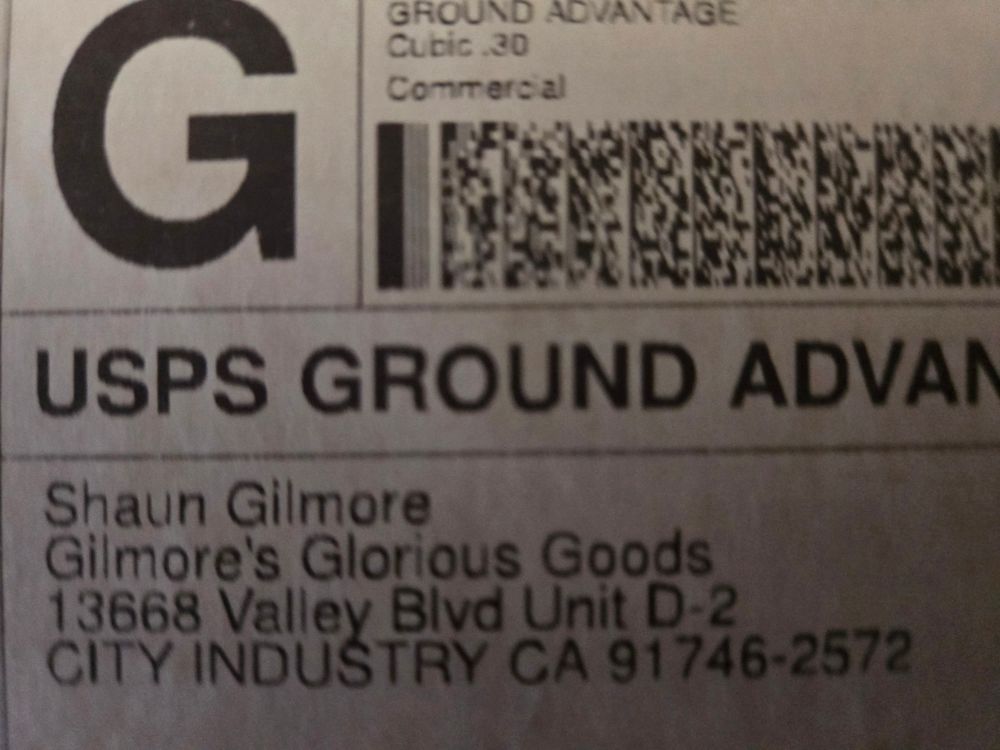 G
GROUND ADVANTAGE
Cubic .30
Commercial
USPS GROUND ADVAN
Shaun Gilmore
Gilmore's Glorious Goods
13668 Valley Blvd Unit D-2
CITY INDUSTRY CA 91746-2572